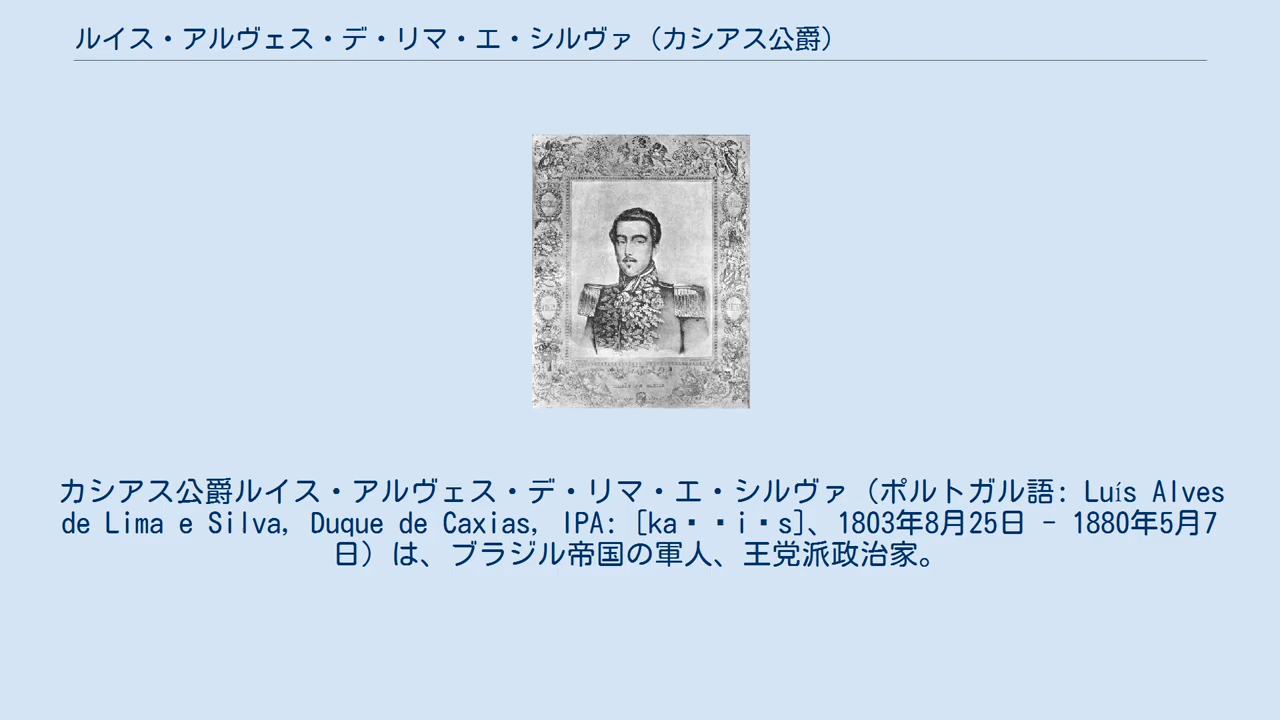 ルイス・アルヴェス・デ・リマ・エ・シルヴァ（カシアス公爵）
カシアス公爵ルイス・アルヴェス・デ・リマ・エ・シルヴァ（ポルトガル語: Luís Alves
de Lima e Silva, Duque de Caxias, IPA: [ka··i·s]、1803年8月25日 – 1880年5月7
日）は、ブラジル帝国の軍人、王党派政治家。